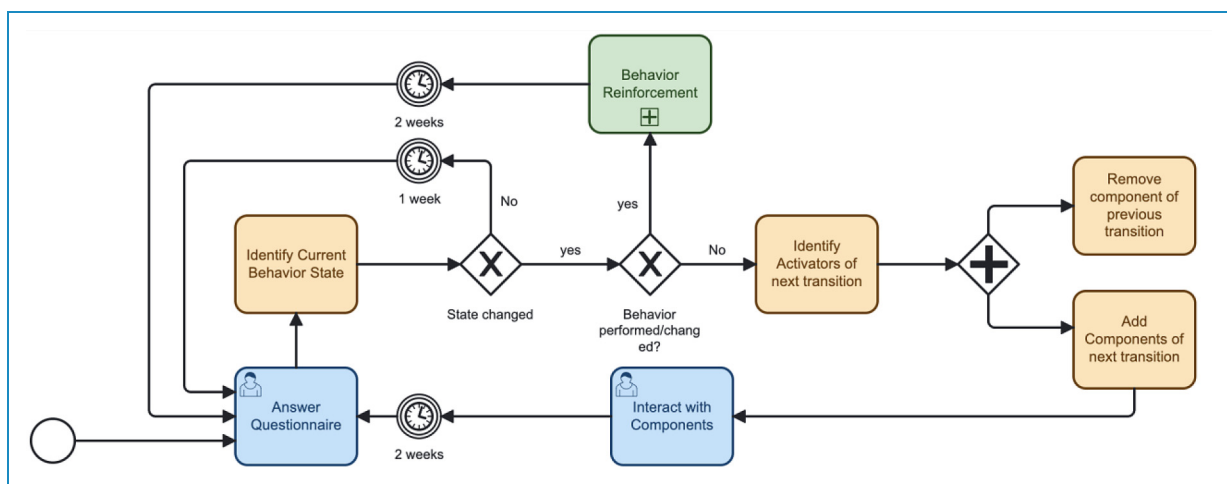 Behavior
Reinforcement
2 weeks
1 week
No
yes
Remove
component of
previous
transition
Identify Current
Behavior State
X
yes
X
No
Identify
Activators of
next transition
State changed
Behavior
performed/chang
ed?
Add
Components of
next transition
Answer
Questionnaire
2 weeks
Interact with
Components